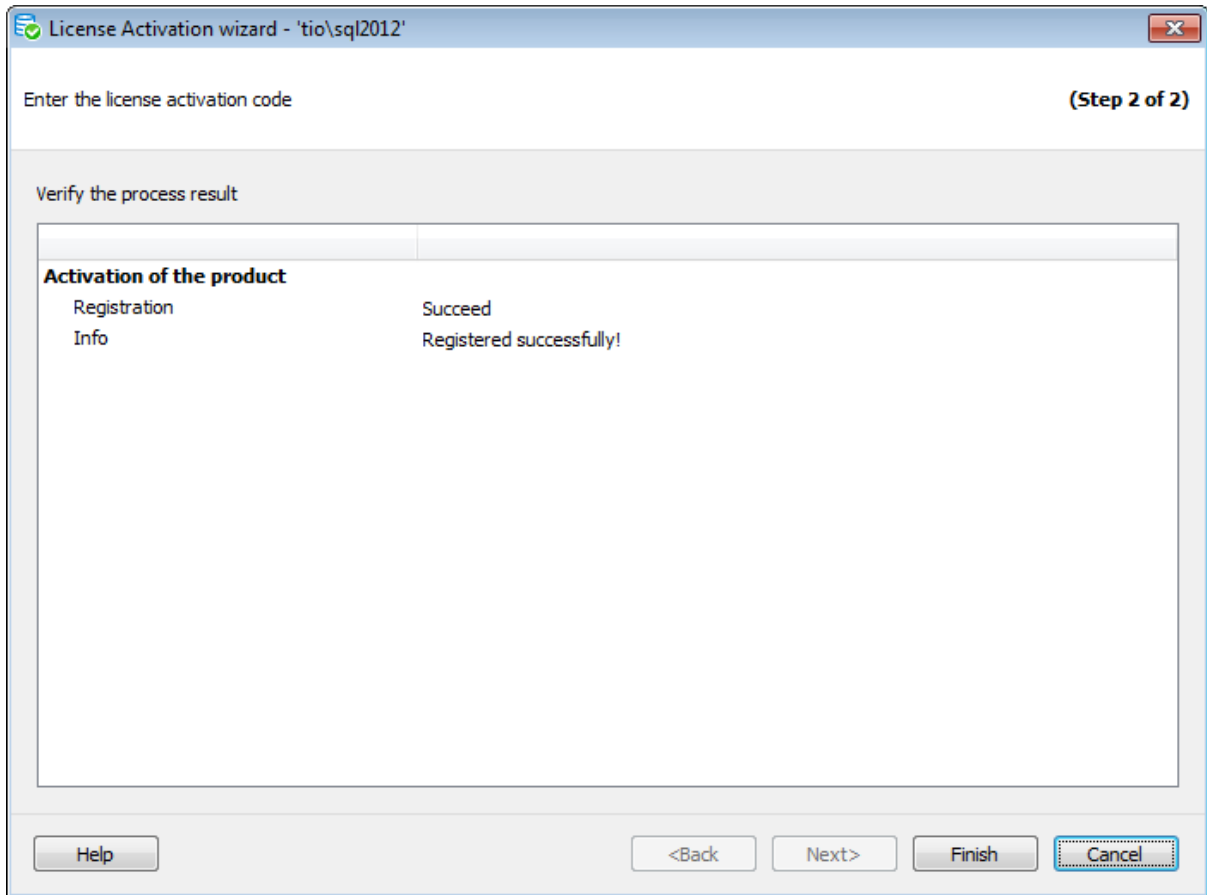 License Activation wizard - 'tio\sql2012'
Enter the license activation code (Step 2 of 2)
Verify the process result
Activation of the product
Registration Succeed
Info Registered successfully!
Help <Back Next> Finish Cancel